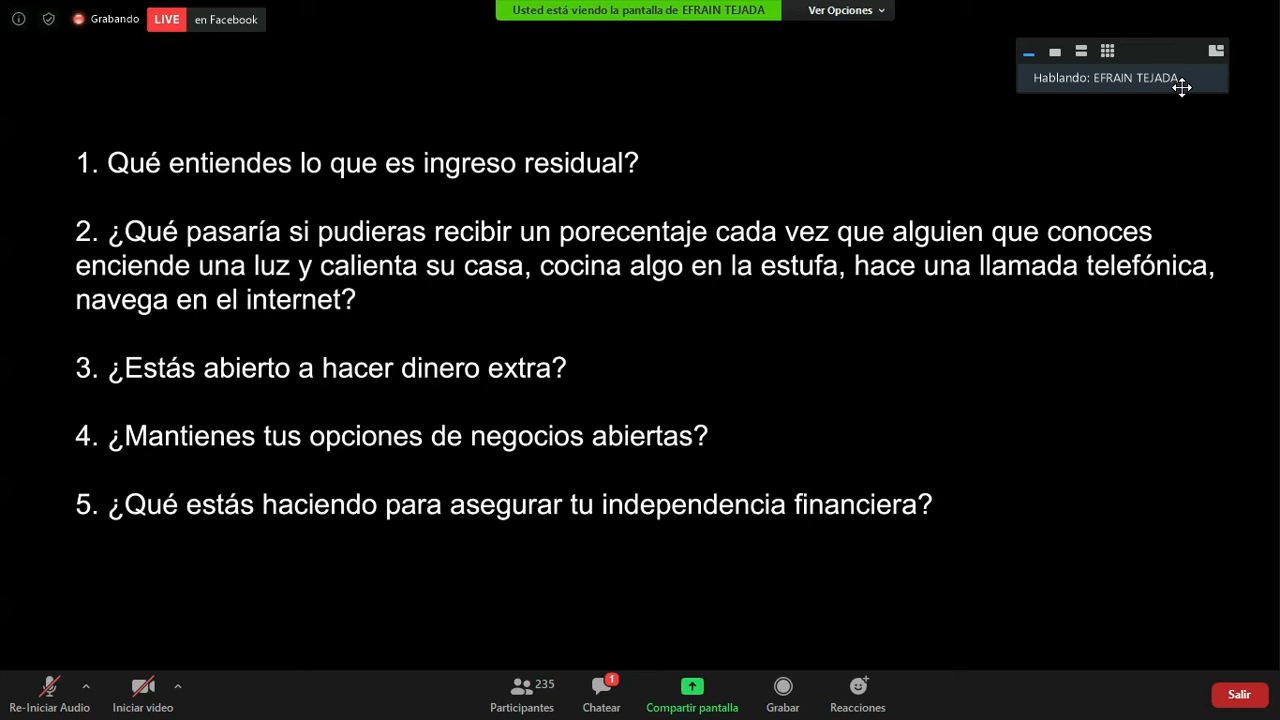 Grabando
LIVE en Facebook
Usted está viendo la pantalla de EFRAIN TEJADA
Ver Opciones
Hablando: EFRAIN TEJADA
1. Qué entiendes lo que es ingreso residual?
2. ¿Qué pasaría si pudieras recibir un porecentaje cada vez que alguien que conoces
enciende una luz y calienta su casa, cocina algo en la estufa, hace una llamada telefónica,
navega en el internet?
3. ¿Estás abierto a hacer dinero extra?
4. ¿Mantienes tus opciones de negocios abiertas?
5. ¿Qué estás haciendo para asegurar tu independencia financiera?
Re-Iniciar Audio
Iniciar video
235
Participantes
1
Chatear
Compartir pantalla
Grabar
Reacciones
Salir